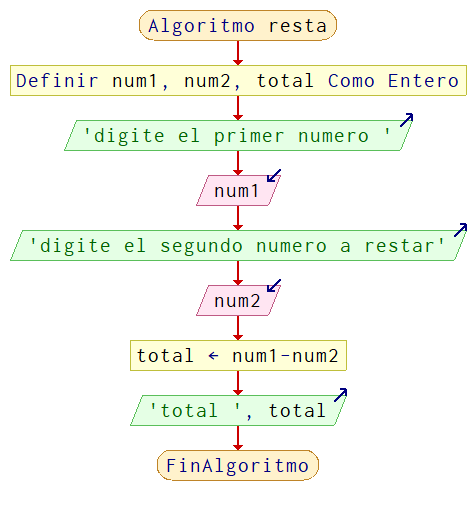 Algoritmo resta
Definir num1, num2, total Como Entero
'digite el primer numero '
num1
'digite el segundo numero a restar'
num2
total ← num1-num2
'total ', total
FinAlgoritmo